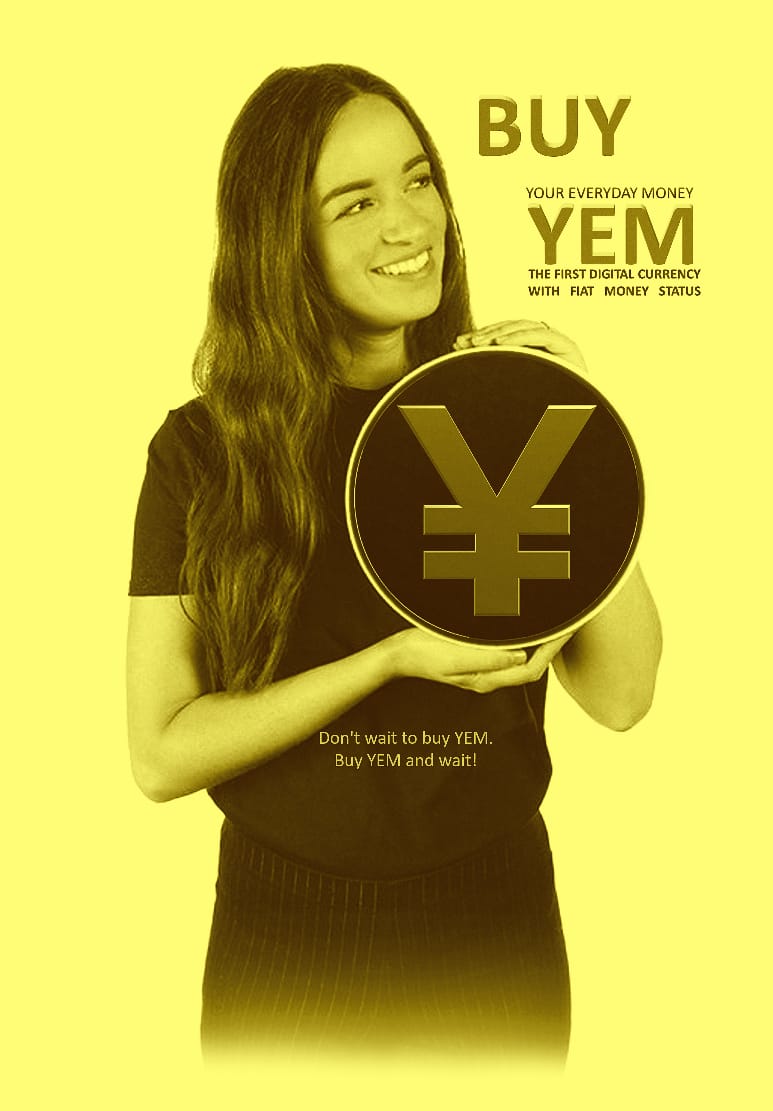 BUY
YOUR EVERYDAY MONEY
YEM
THE FIRST DIGITAL CURRENCY
WITH FIAT MONEY STATUS
¥
Don't wait to buy YEM.
Buy YEM and wait!